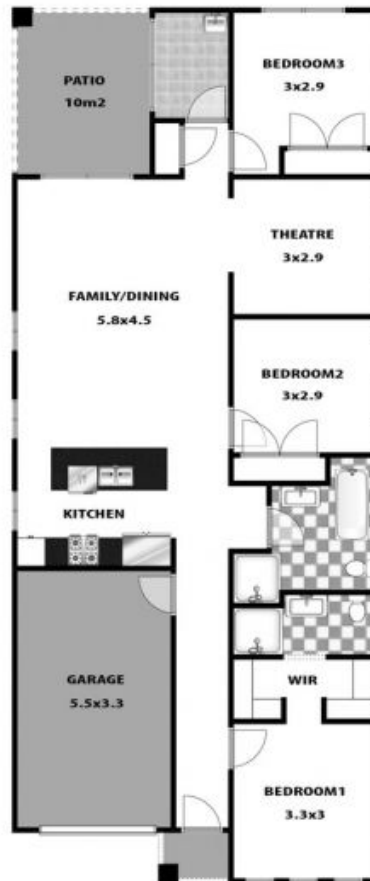 PATIO
10m2
BEDROOM3
3x2.9
THEATRE
3x2.9
FAMILY/DINING
5.8x4.5
BEDROOM2
3x2.9
KITCHEN
GARAGE
5.5x3.3
WIR
BEDROOM1
3.3x3